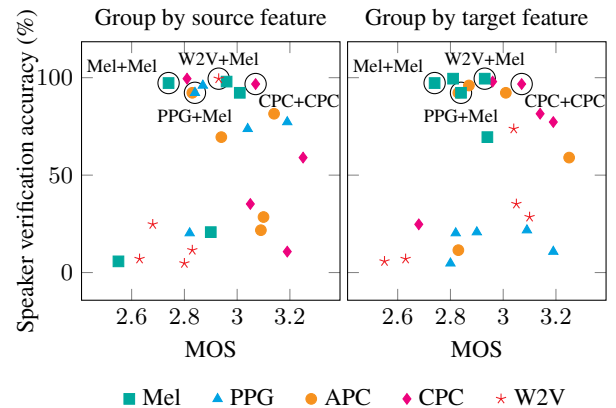 Group by source feature
Group by target feature
Speaker verification accuracy (%)
100
50
0
Mel+Mel
W2V+Mel
PPG+Mel
CPC+CPC
Mel+Mel
W2V+Mel
PPG+Mel
CPC+CPC
2.6 2.8 3 3.2
2.6 2.8 3 3.2
MOS
MOS
Mel PPG APC CPC W2V